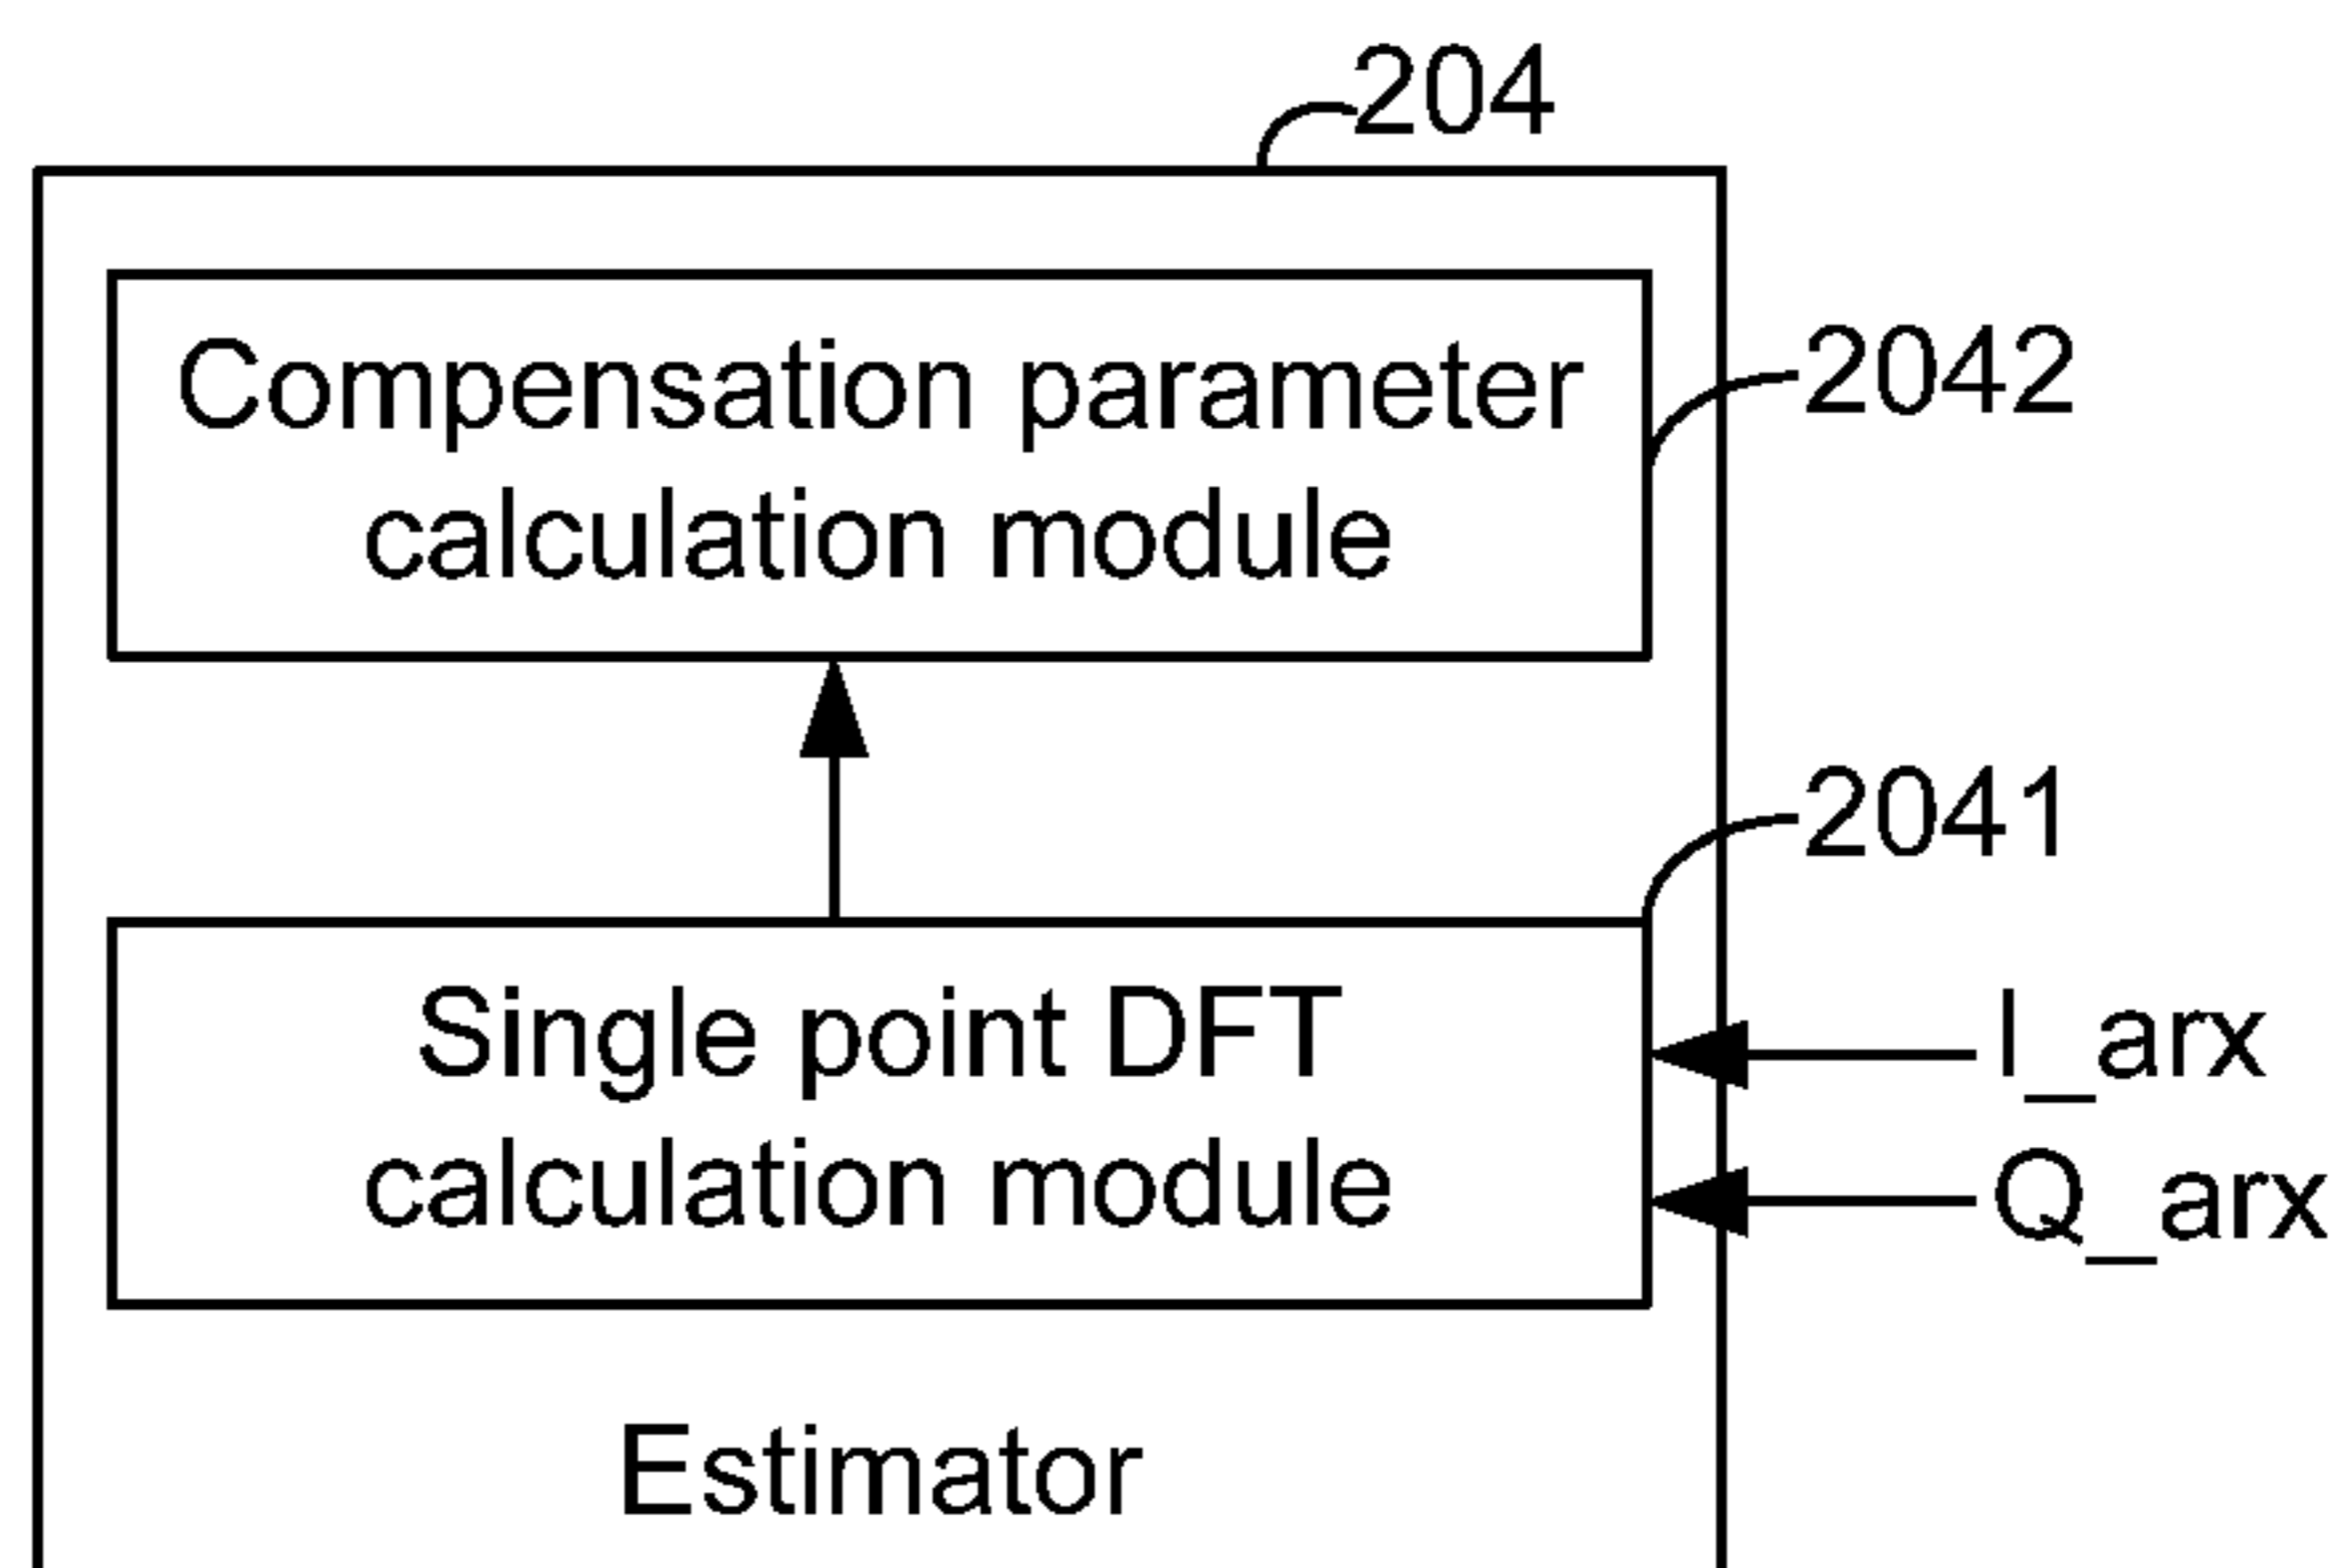 204
Compensation parameter
calculation module
2042
2041
Single point DFT
calculation module
I_arx
Q_arx
Estimator